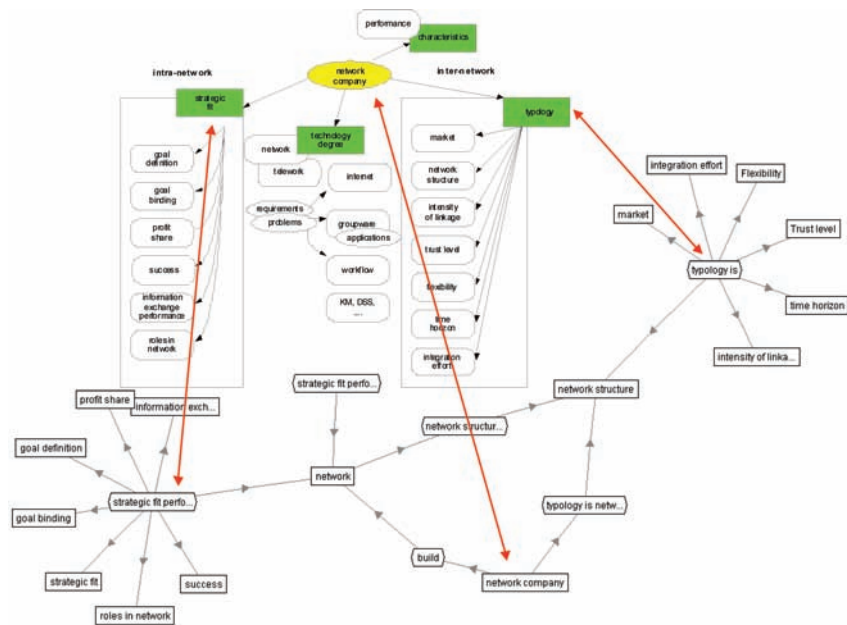 performance
characteristics
intra-network
network
company
inter-network
strategic
fit
typology
technology
degree
goal
definition
goal
binding
profit
share
success
information
exchange
performance
roles in
network
network
telework
internet
requirements
problems
groupware
applications
workflow
KM, DSS,
....
market
network
structure
intensity
of linkage
trust level
flexibility
time
horizon
integration
effort
integration effort
Flexibility
market
Trust level
typology is
time horizon
intensity of linka...
network structure
strategic fit perfo...
network structur...
profit share
information exch...
goal definition
network
strategic fit perfo...
goal binding
typology is netw...
build
strategic fit
success
network company
roles in network